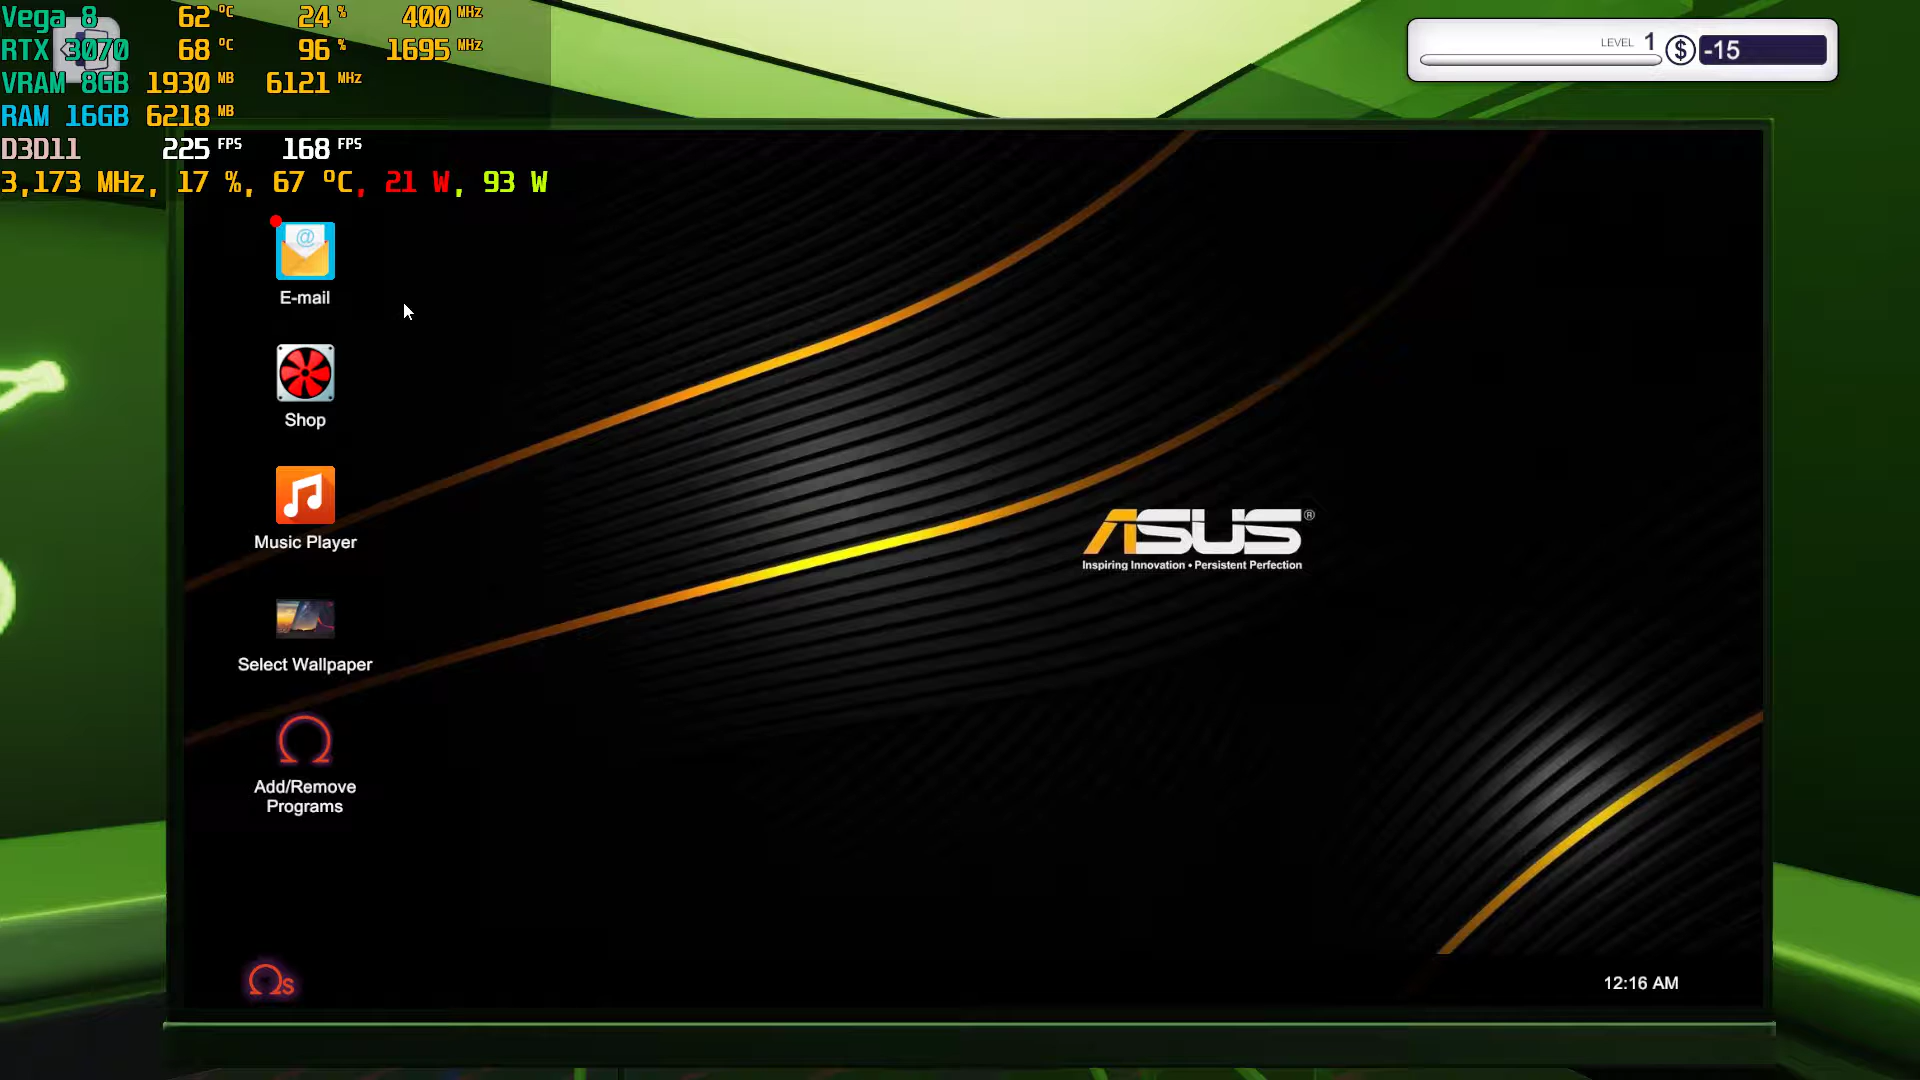 Vega 8 62 °C 24 % 400 MHz
RTX 3070 68 °C 96 % 1695 MHz
VRAM 8GB 1930 MB 6121 MHz
RAM 16GB 6218 MB
D3D11 225 FPS 168 FPS
3,173 MHz, 17 %, 67 °C, 21 W, 93 W
LEVEL 1 $ -15
E-mail
Shop
Music Player
Select Wallpaper
Add/Remove
Programs
ASUS®
Inspiring Innovation • Persistent Perfection
Ωs
12:16 AM